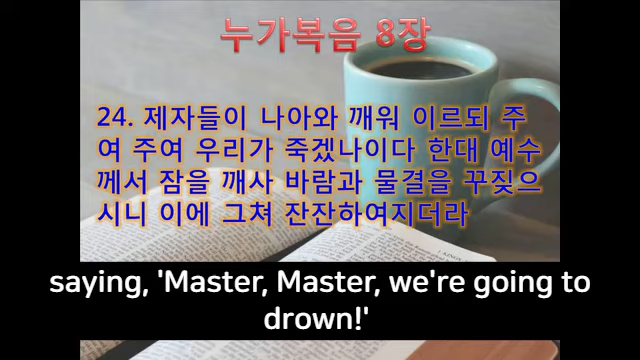 누가복음 8장
24. 제자들이 나아와 깨워 이르되 주
여 주여 우리가 죽겠나이다 한대 예수
께서 잠을 깨사 바람과 물결을 꾸짖으
시니 이에 그쳐 잔잔하여지더라
saying, 'Master, Master, we're going to
drown!'